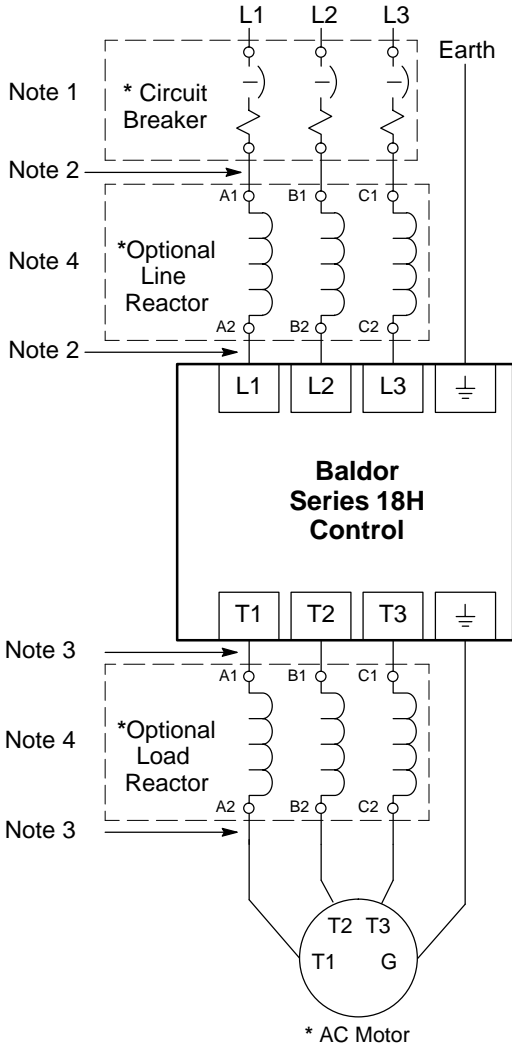 L1 L2 L3
Earth
Note 1
* Circuit
Breaker
Note 2
A1 B1 C1
Note 4
*Optional
Line
Reactor
A2 B2 C2
Note 2
L1 L2 L3
Baldor
Series 18H
Control
T1 T2 T3
Note 3
A1 B1 C1
Note 4
*Optional
Load
Reactor
A2 B2 C2
Note 3
T2 T3
T1 G
* AC Motor